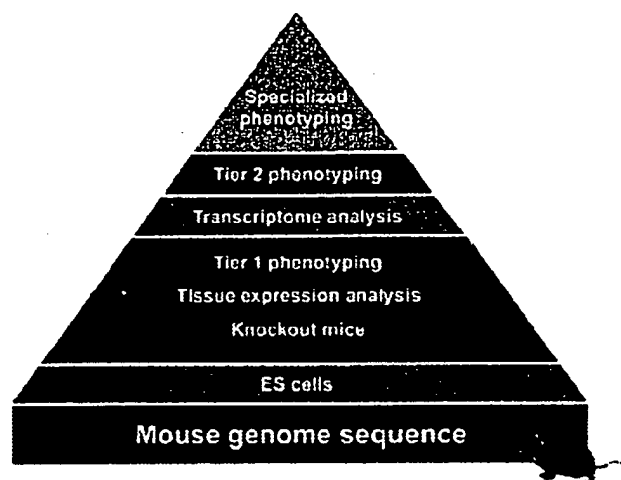 Specialized
phenotyping
Tier 2 phenotyping
Transcriptome analysis
Tier 1 phenotyping
Tissue expression analysis
Knockout mice
ES cells
Mouse genome sequence